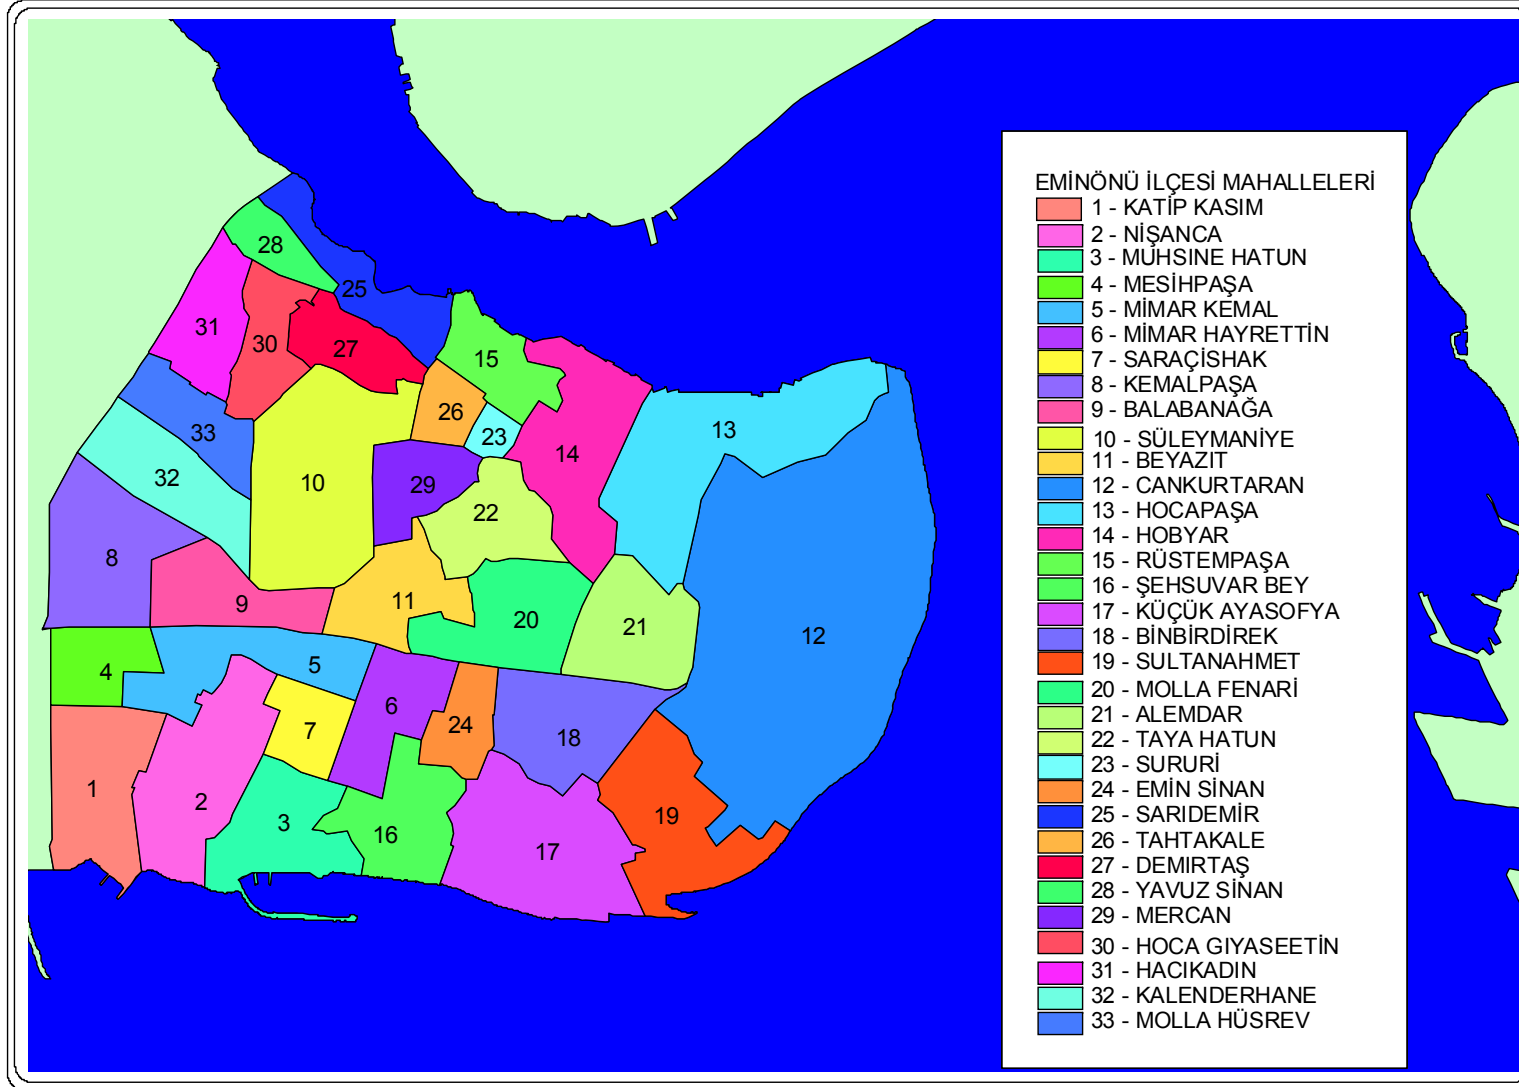 EMİNÖNÜ İLÇESİ MAHALLELERİ
1 - KATİP KASIM
2 - NİŞANCA
3 - MUHSINE HATUN
4 - MESİHPAŞA
5 - MİMAR KEMAL
6 - MİMAR HAYRETTİN
7 - SARAÇİSHAK
8 - KEMALPAŞA
9 - BALABANAĞA
10 - SÜLEYMANİYE
11 - BEYAZIT
12 - CANKURTARAN
13 - HOCAPAŞA
14 - HOBYAR
15 - RÜSTEMPAŞA
16 - ŞEHSUVAR BEY
17 - KÜÇÜK AYASOFYA
18 - BİNBİRDİREK
19 - SULTANAHMET
20 - MOLLA FENARİ
21 - ALEMDAR
22 - TAYA HATUN
23 - SURURİ
24 - EMİN SİNAN
25 - SARIDEMİR
26 - TAHTAKALE
27 - DEMIRTAŞ
28 - YAVUZ SİNAN
29 - MERCAN
30 - HOCA GIYASEETİN
31 - HACIKADIN
32 - KALENDERHANE
33 - MOLLA HÜSREV
28
25
31
30
27
15
26
23
13
14
33
32
10
29
22
8
9
11
20
21
12
4
5
6
7
24
18
1
2
3
16
17
19